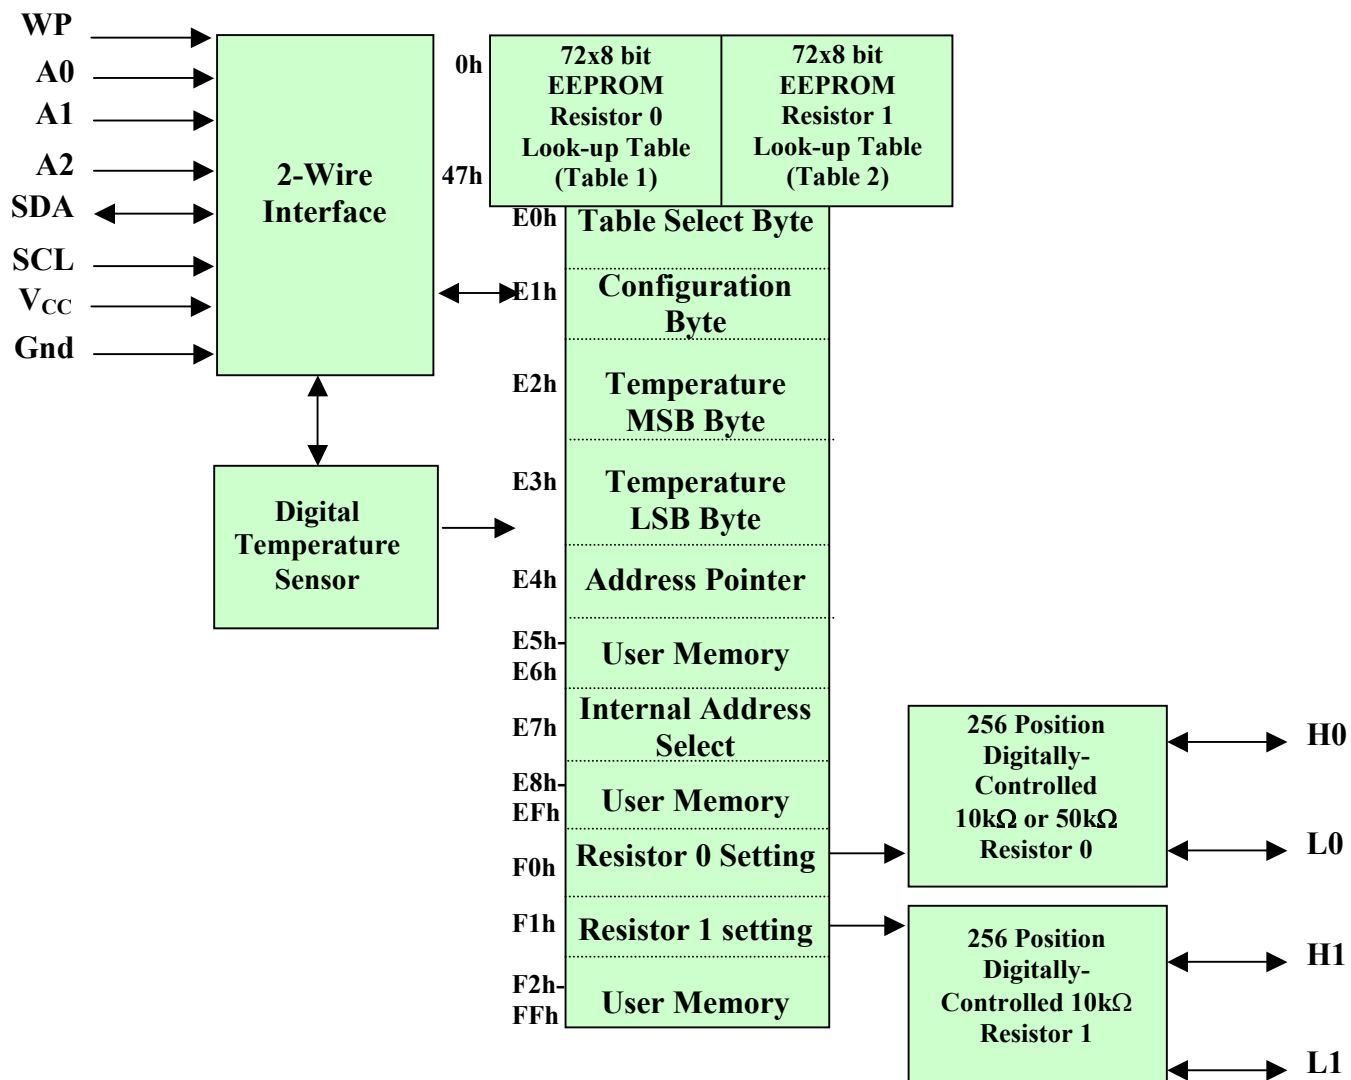 WP
A0
A1
A2
SDA
SCL
VCC
Gnd
2-Wire
Interface
Digital
Temperature
Sensor
0h
47h
72x8 bit
EEPROM
Resistor 0
Look-up Table
(Table 1)
72x8 bit
EEPROM
Resistor 1
Look-up Table
(Table 2)
E0h
Table Select Byte
E1h
Configuration
Byte
E2h
Temperature
MSB Byte
E3h
Temperature
LSB Byte
E4h
Address Pointer
E5h-
E6h
User Memory
E7h
Internal Address
Select
E8h-
EFh
User Memory
F0h
Resistor 0 Setting
F1h
Resistor 1 setting
F2h-
FFh
User Memory
256 Position
Digitally-
Controlled
10kΩ or 50kΩ
Resistor 0
H0
L0
256 Position
Digitally-
Controlled 10kΩ
Resistor 1
H1
L1